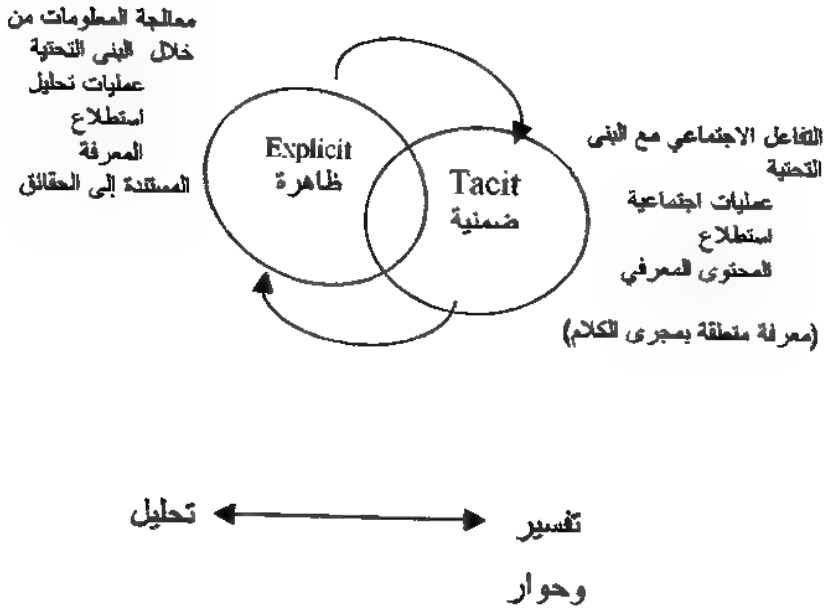 معالجة المعلومات من
خلال البنى التحتية
عمليات تحليل
استطلاع
المعرفة
المستندة إلى الحقائق
Explicit
ظاهرة
Tacit
ضمنية
التفاعل الاجتماعي مع البنى
التحتية
عمليات اجتماعية
استطلاع
المحتوى المعرفي
(معرفة متعلقة بمجرى الكلام)
تحليل
تفسير
وحوار